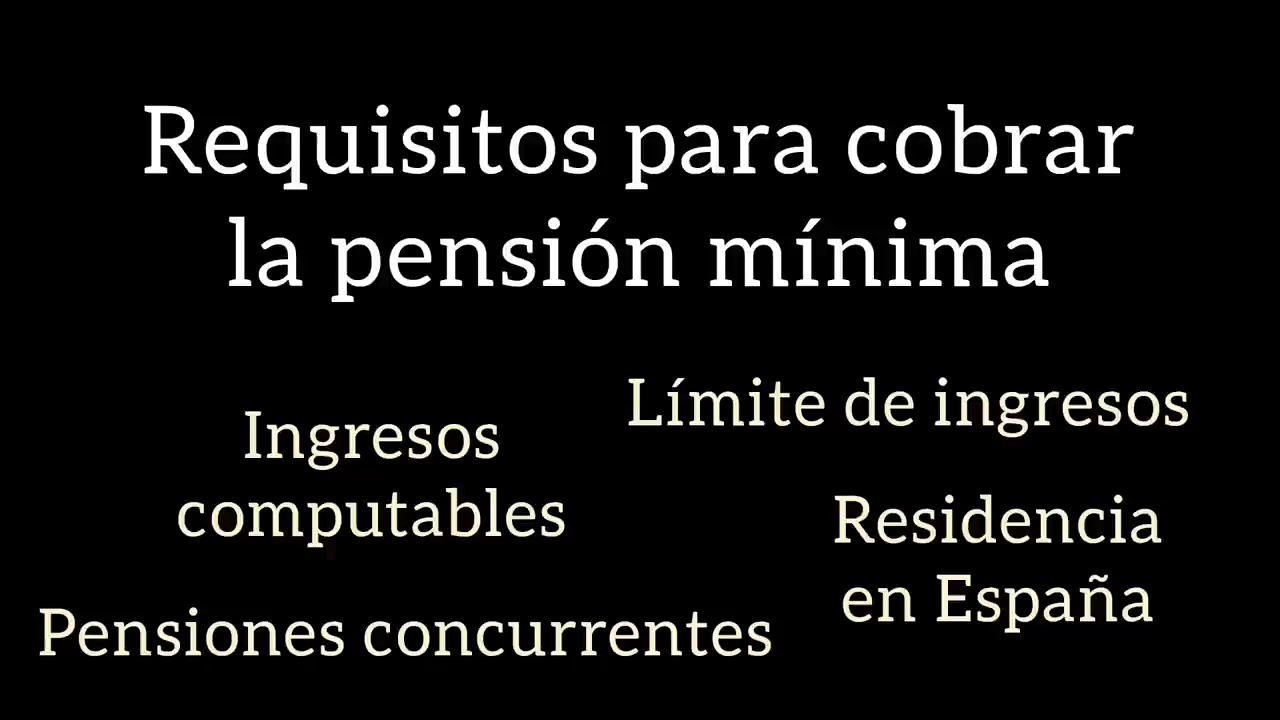 Requisitos para cobrar
la pensión mínima
Límite de ingresos
Ingresos
computables
Residencia
en España
Pensiones concurrentes